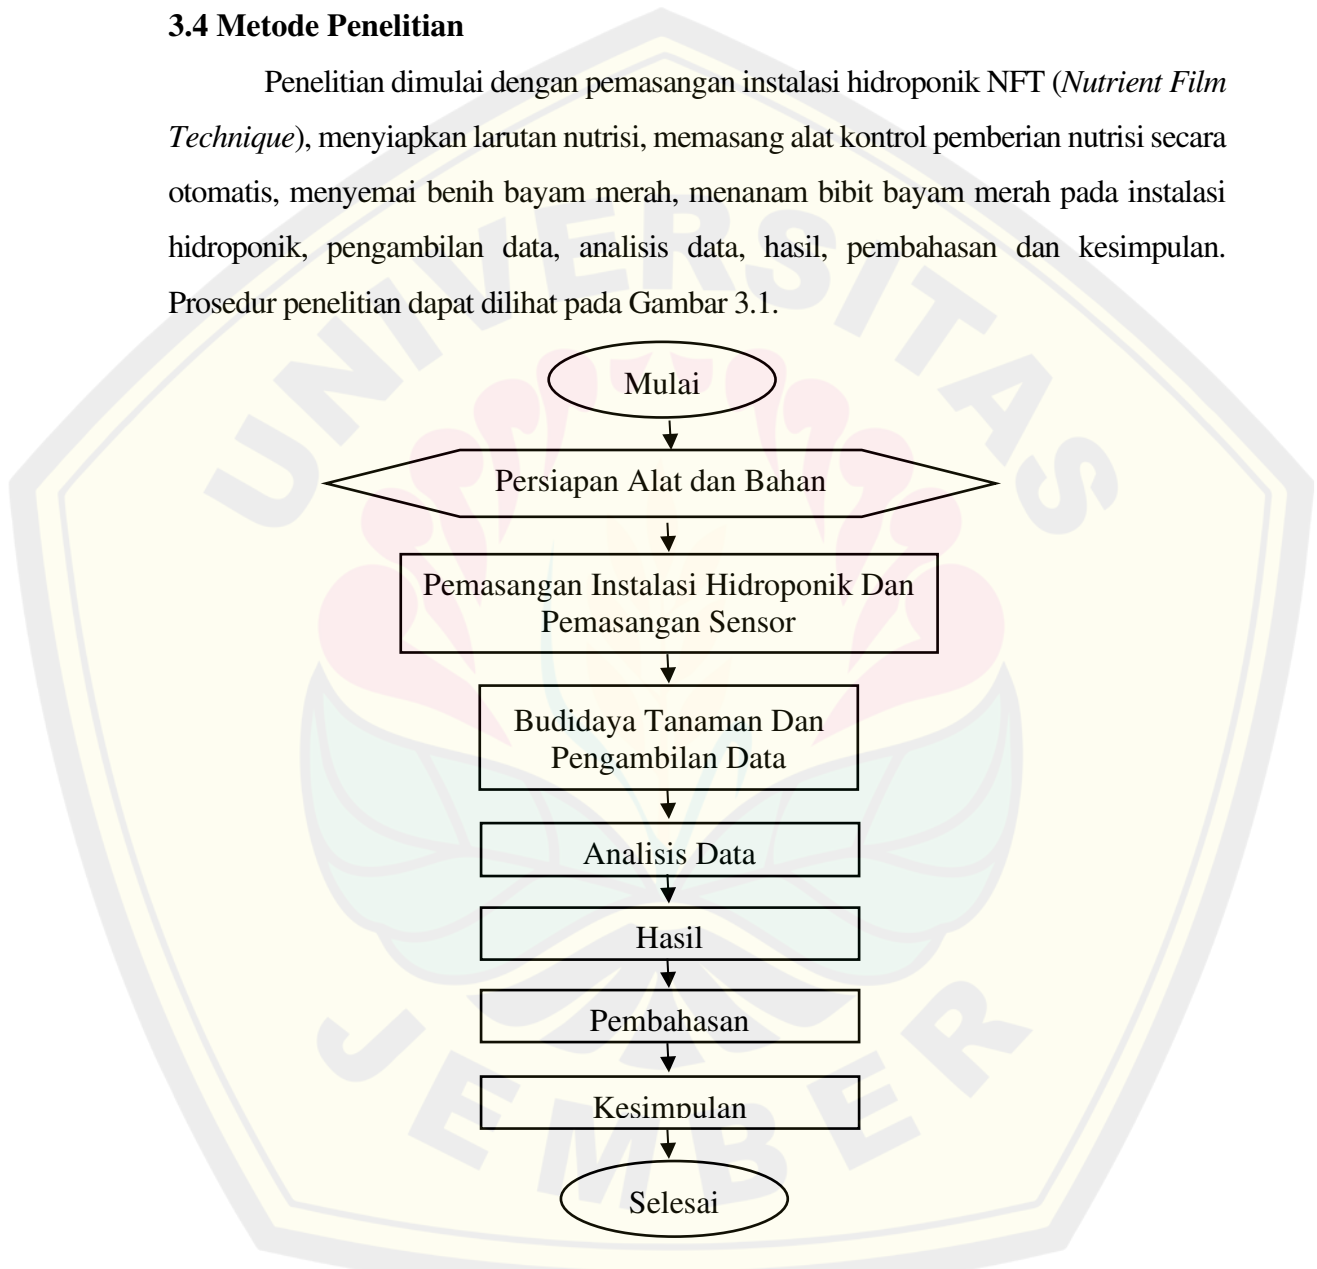 3.4 Metode Penelitian
Penelitian dimulai dengan pemasangan instalasi hidroponik NFT (Nutrient Film
Technique), menyiapkan larutan nutrisi, memasang alat kontrol pemberian nutrisi secara
otomatis, menyemai benih bayam merah, menanam bibit bayam merah pada instalasi
hidroponik, pengambilan data, analisis data, hasil, pembahasan dan kesimpulan.
Prosedur penelitian dapat dilihat pada Gambar 3.1.
UNIVERSITAS
Mulai
Persiapan Alat dan Bahan
Pemasangan Instalasi Hidroponik Dan
Pemasangan Sensor
Budidaya Tanaman Dan
Pengambilan Data
Analisis Data
Hasil
Pembahasan
Kesimpulan
Selesai
JEMBER